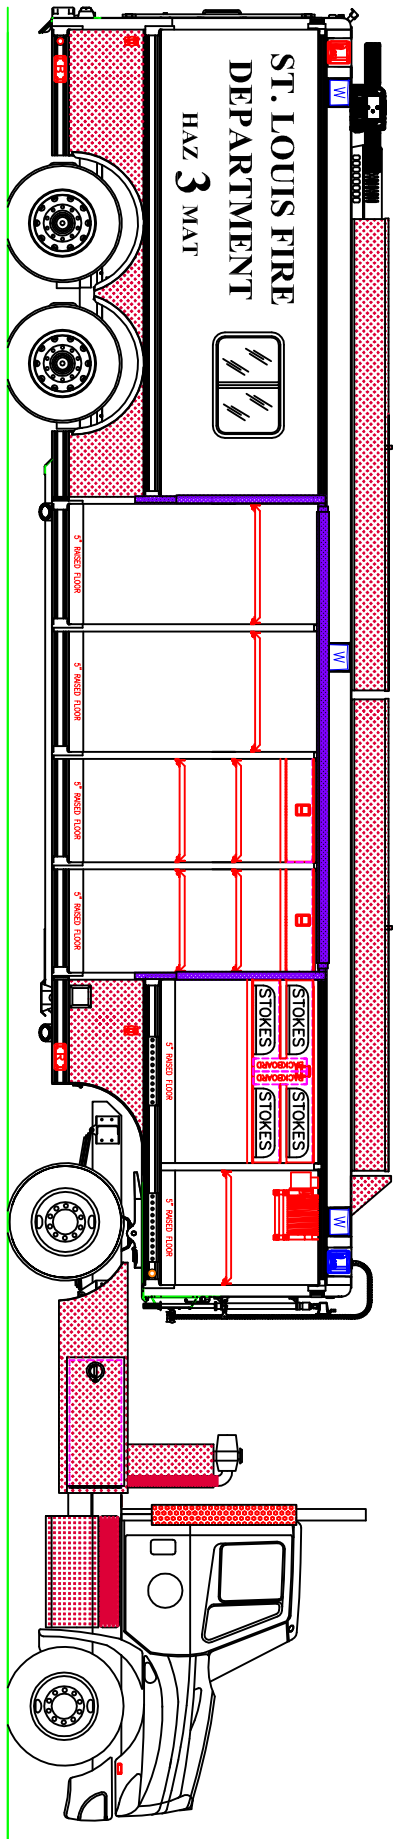 ST. LOUIS FIRE
DEPARTMENT
HAZ 3 MAT
W
W
W
R
R
5" RAISED FLOOR
5" RAISED FLOOR
5" RAISED FLOOR
5" RAISED FLOOR
STOKES
STOKES
BACKBOARD
BACKBOARD
STOKES
STOKES
5" RAISED FLOOR
5" RAISED FLOOR